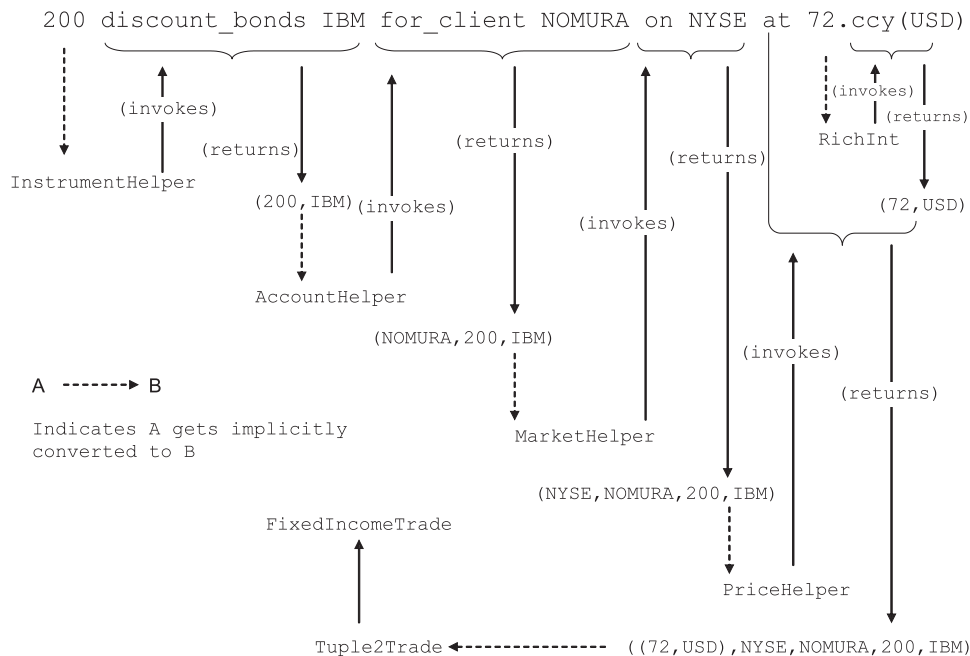 200 discount_bonds IBM for_client NOMURA on NYSE at 72.ccy(USD)
(invokes)
(invokes)
(returns)
RichInt
(returns)
(returns)
(returns)
InstrumentHelper
(200,IBM)
(invokes)
(72,USD)
(invokes)
AccountHelper
(NOMURA,200,IBM)
(invokes)
A
B
(returns)
Indicates A gets implicitly
converted to B
MarketHelper
(NYSE,NOMURA,200,IBM)
FixedIncomeTrade
PriceHelper
Tuple2Trade
((72,USD),NYSE,NOMURA,200,IBM)